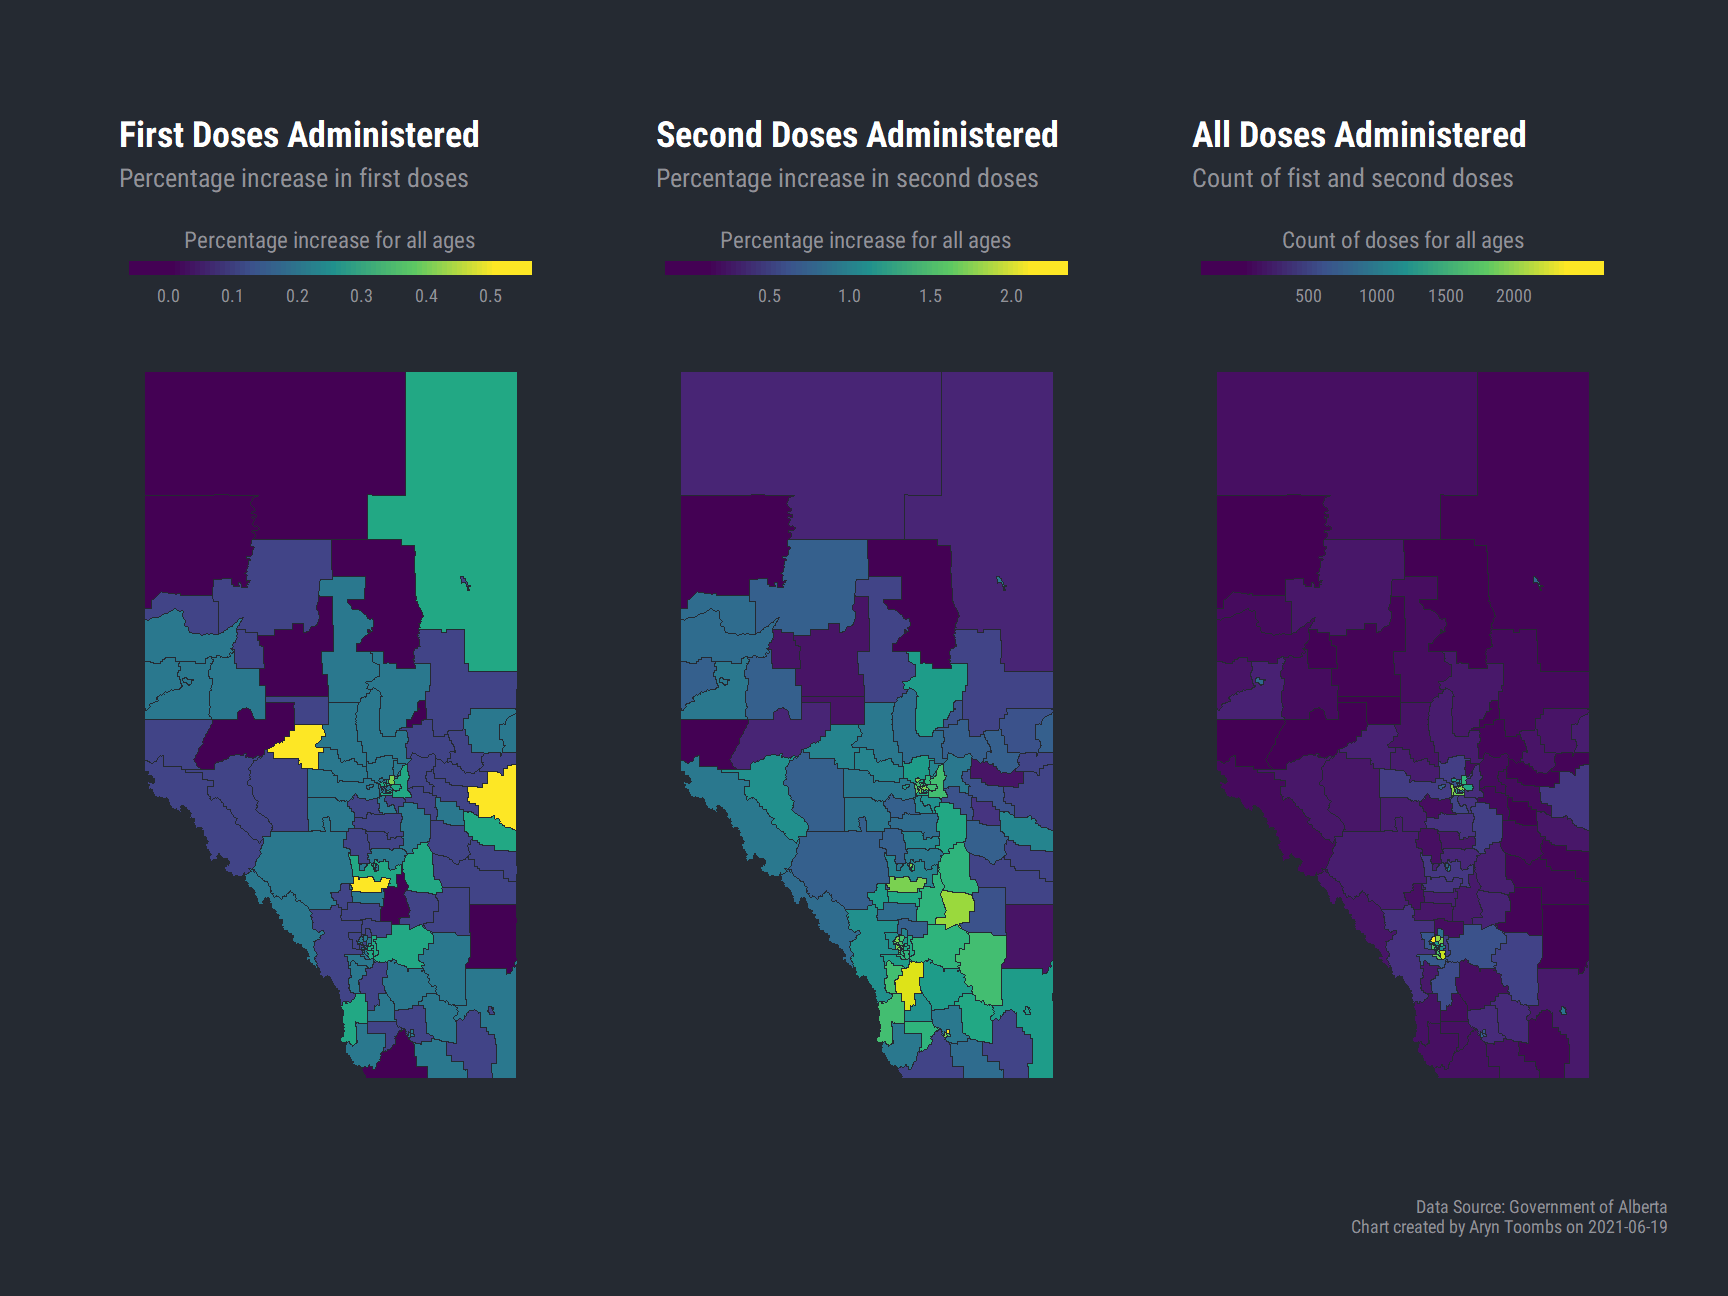 First Doses Administered
Percentage increase in first doses
Percentage increase for all ages
0.0 0.1 0.2 0.3 0.4 0.5
Second Doses Administered
Percentage increase in second doses
Percentage increase for all ages
0.5 1.0 1.5 2.0
All Doses Administered
Count of fist and second doses
Count of doses for all ages
500 1000 1500 2000
Data Source: Government of Alberta
Chart created by Aryn Toombs on 2021-06-19